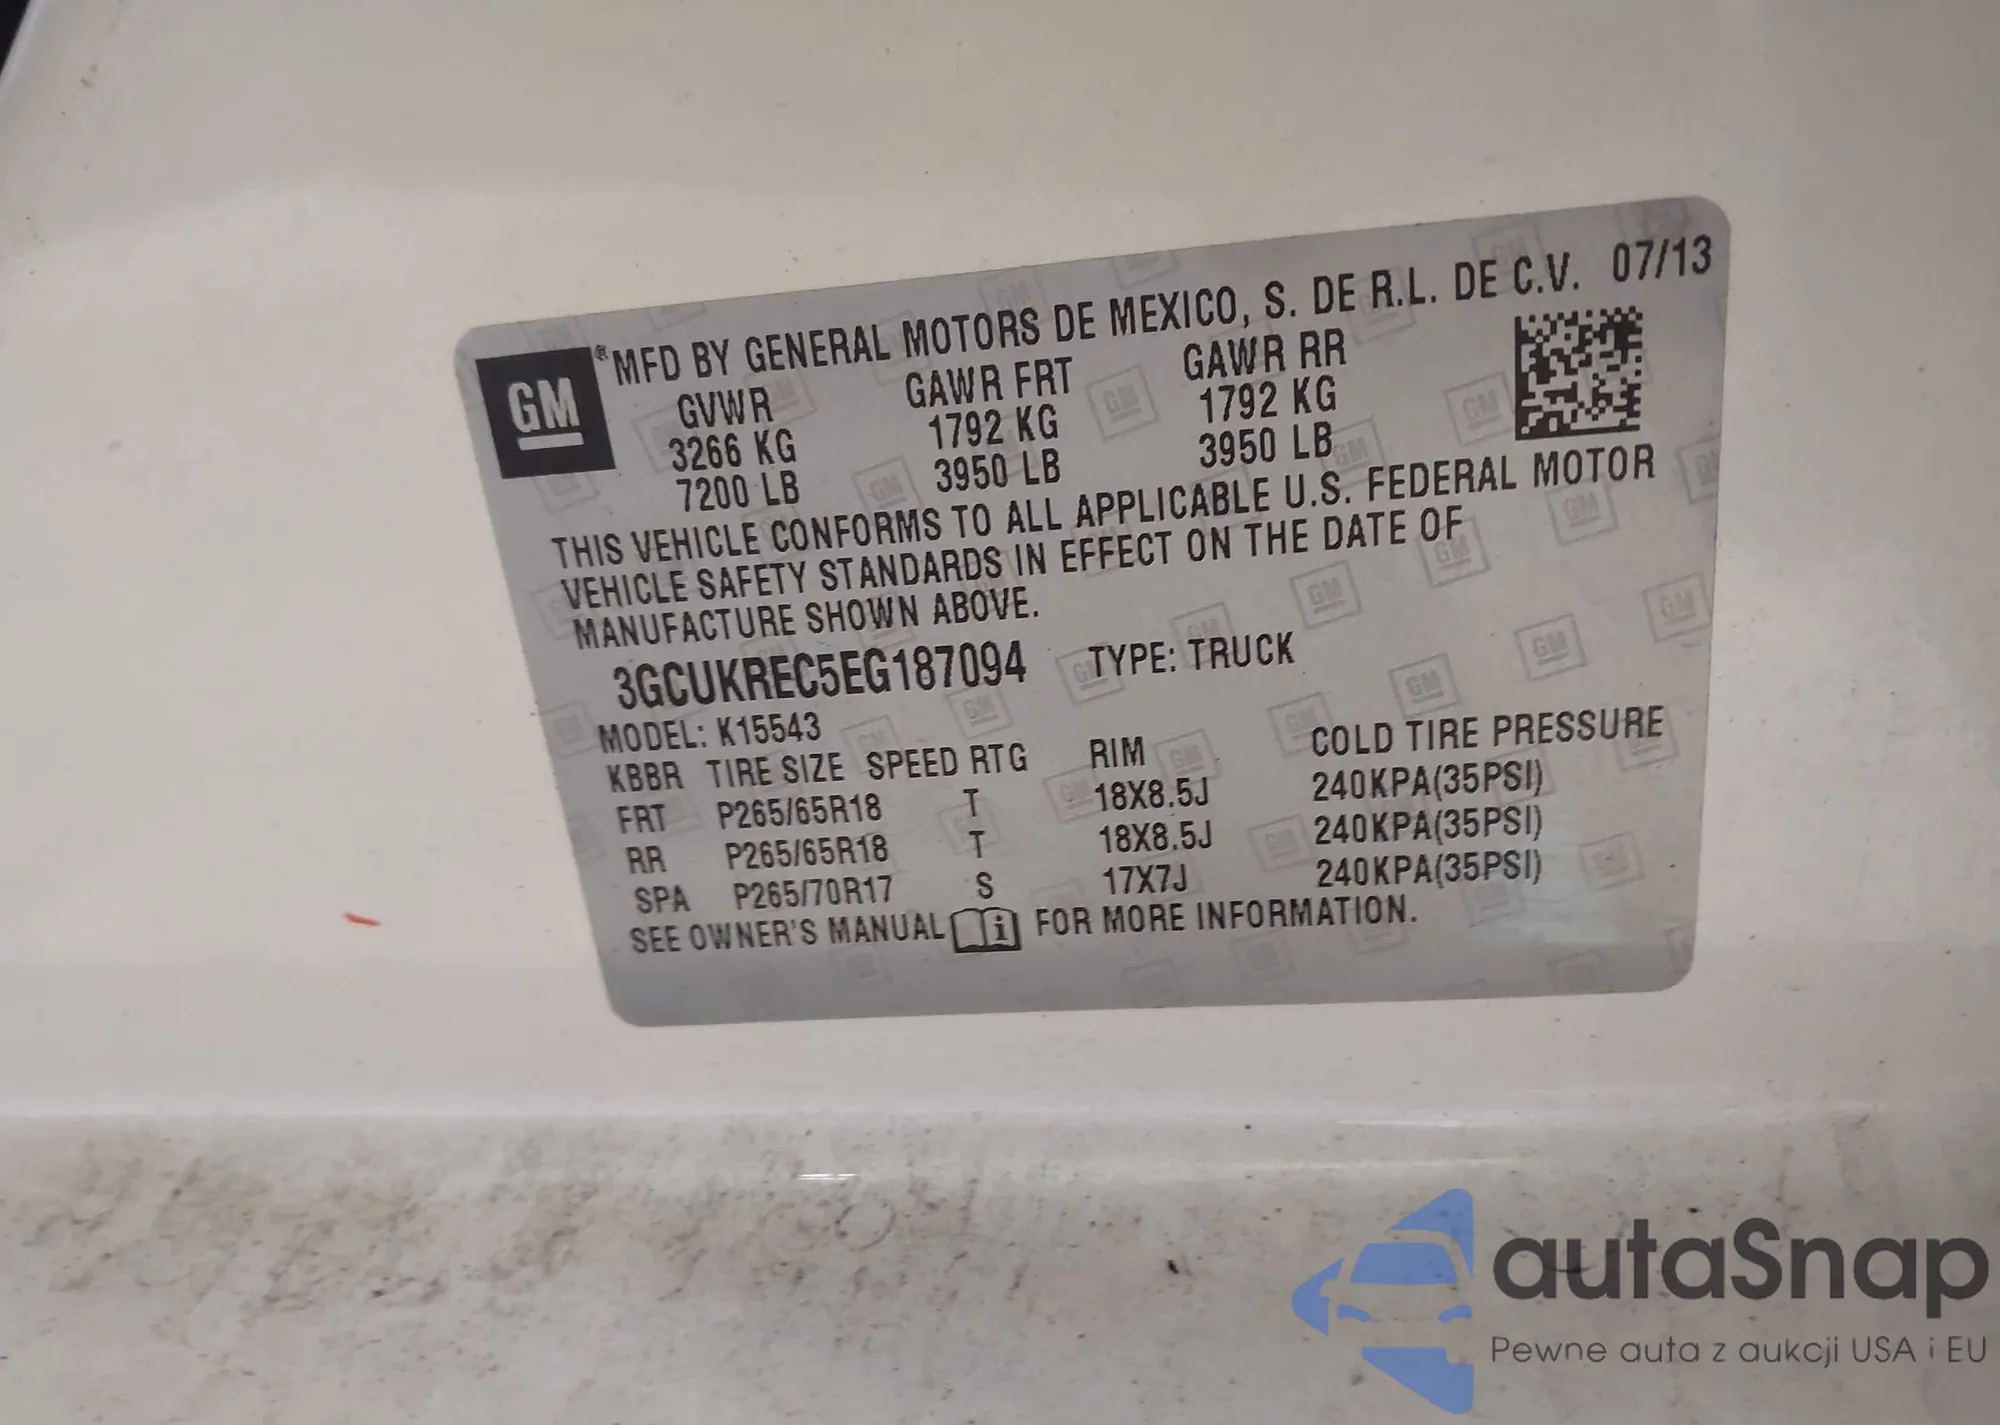 GM
® MFD BY GENERAL MOTORS DE MEXICO, S. DE R.L. DE C.V. 07/13
GVWR GAWR FRT GAWR RR
3266 KG 1792 KG 1792 KG
7200 LB 3950 LB 3950 LB
THIS VEHICLE CONFORMS TO ALL APPLICABLE U.S. FEDERAL MOTOR
VEHICLE SAFETY STANDARDS IN EFFECT ON THE DATE OF
MANUFACTURE SHOWN ABOVE.
3GCUKREC5EG187094 TYPE: TRUCK
MODEL: K15543
KBBR TIRE SIZE SPEED RTG RIM COLD TIRE PRESSURE
FRT P265/65R18 T 18X8.5J 240KPA(35PSI)
RR P265/65R18 T 18X8.5J 240KPA(35PSI)
SPA P265/70R17 S 17X7J 240KPA(35PSI)
SEE OWNER'S MANUAL i FOR MORE INFORMATION.
autaSnap
Pewne auta z aukcji USA i EU